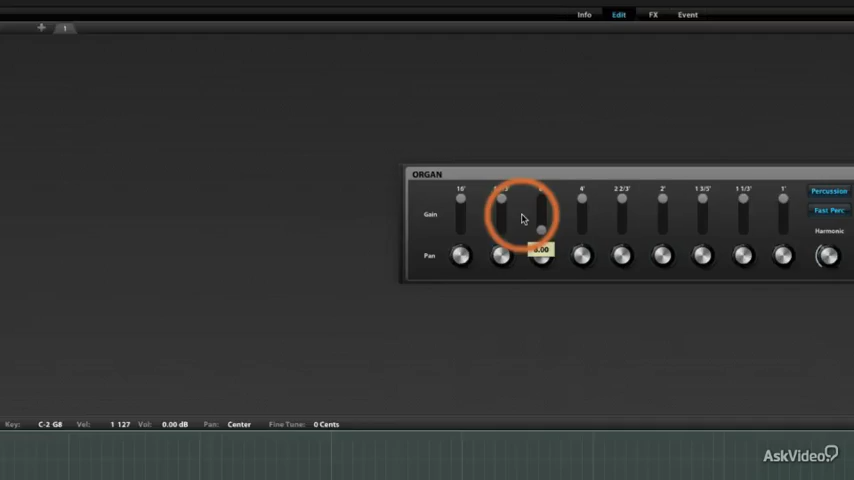 Info Edit FX Event
+ 1
ORGAN
16' 4' 2 2/3' 2' 1 3/5' 1 1/3' 1' Percussion
Gain Fast Perc
Harmonic
Pan
Key: C-2 G8 Vel: 1 127 Vol: 0.00 dB Pan: Center Fine Tune: 0 Cents
AskVideo